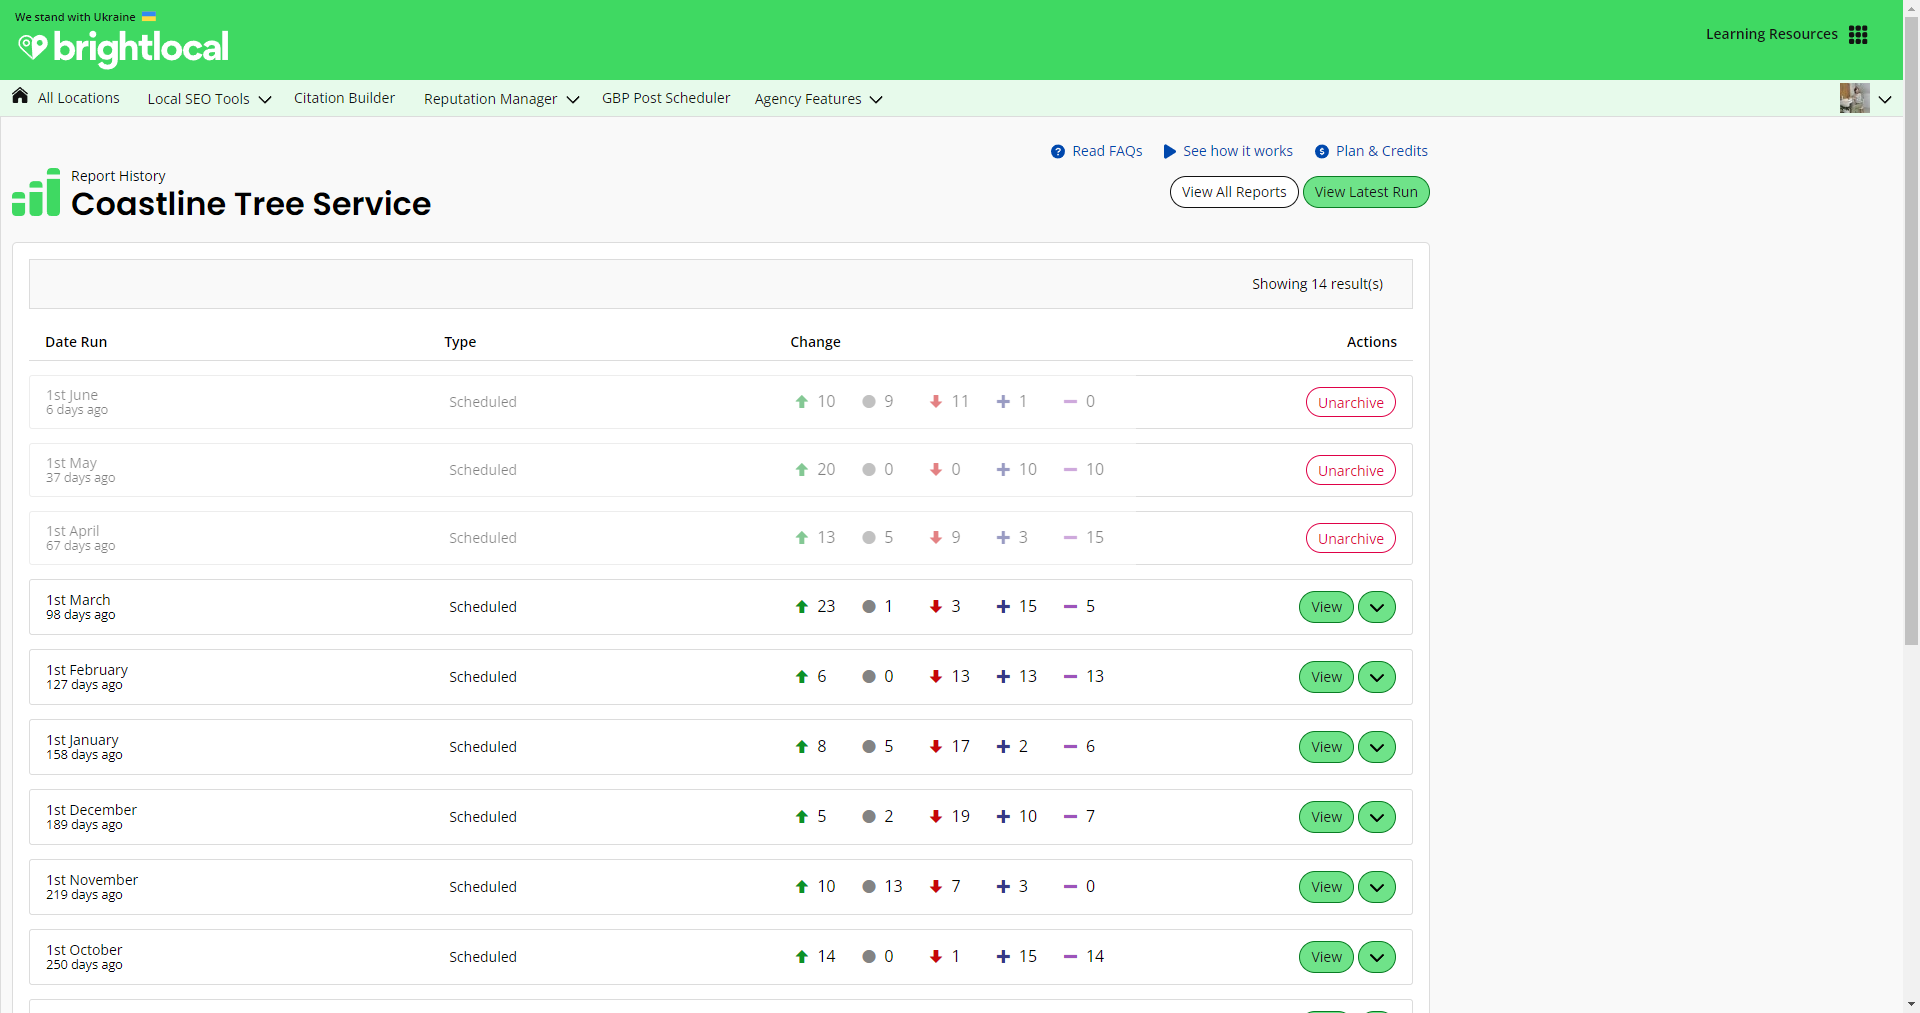 We stand with Ukraine
brightlocal
Learning Resources
All Locations
Local SEO Tools
Citation Builder
Reputation Manager
GBP Post Scheduler
Agency Features
Read FAQs
See how it works
Plan & Credits
Report History
Coastline Tree Service
View All Reports
View Latest Run
Showing 14 result(s)
Date Run Type Change Actions
1st June
6 days ago
Scheduled 10 9 11 1 0 Unarchive
1st May
37 days ago
Scheduled 20 0 0 10 10 Unarchive
1st April
67 days ago
Scheduled 13 5 9 3 15 Unarchive
1st March
98 days ago
Scheduled 23 1 3 15 5 View
1st February
127 days ago
Scheduled 6 0 13 13 13 View
1st January
158 days ago
Scheduled 8 5 17 2 6 View
1st December
189 days ago
Scheduled 5 2 19 10 7 View
1st November
219 days ago
Scheduled 10 13 7 3 0 View
1st October
250 days ago
Scheduled 14 0 1 15 14 View